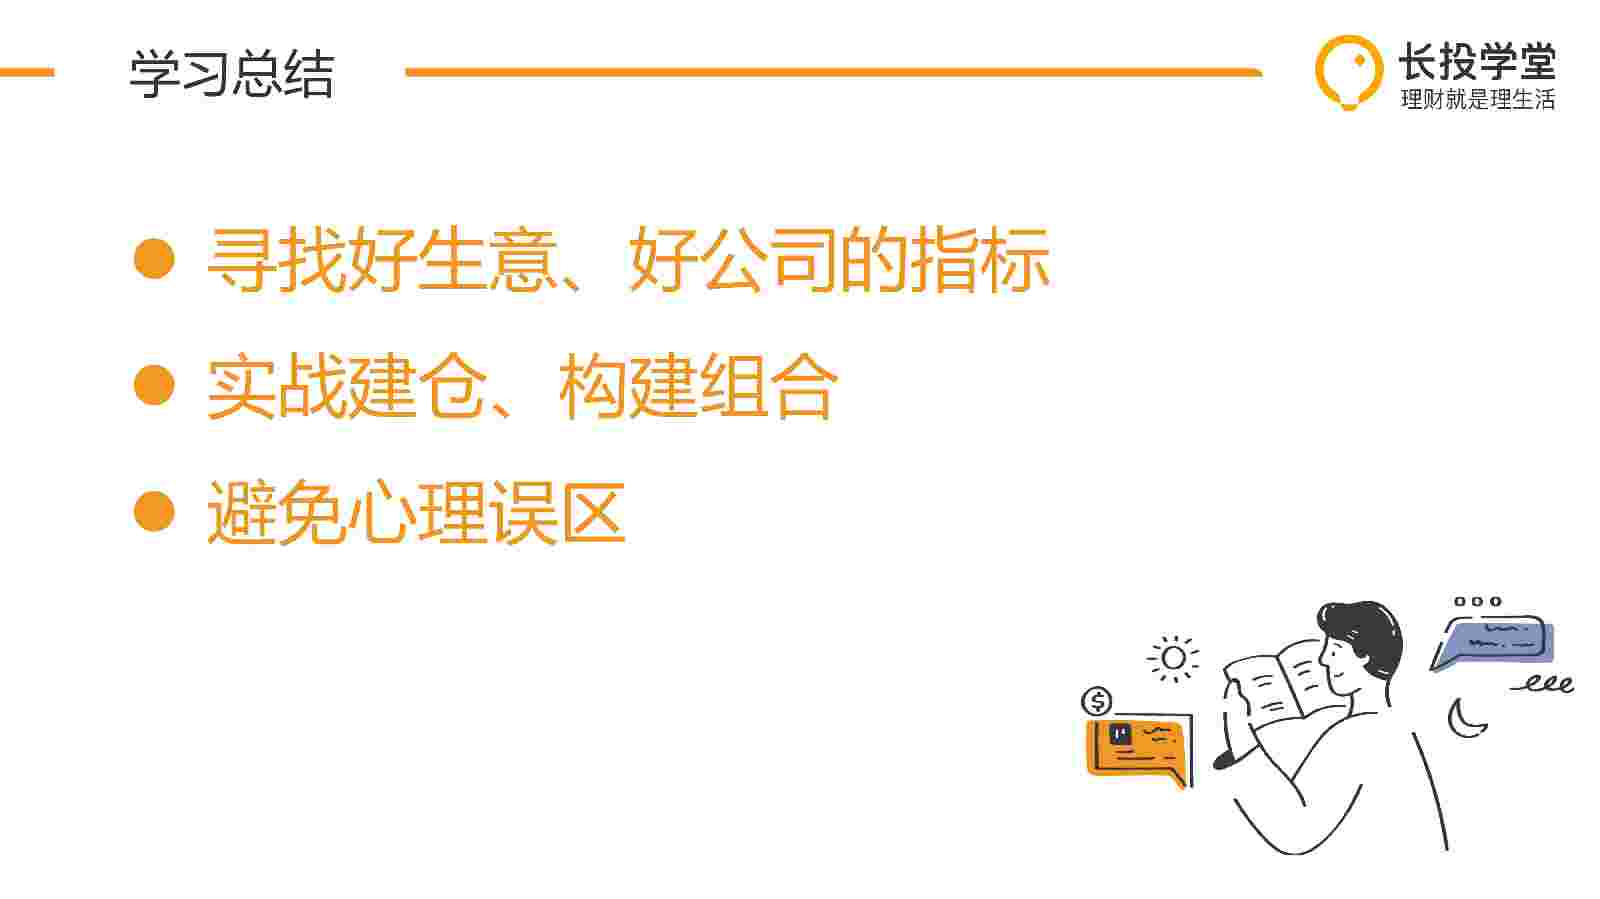 学习总结
长投学堂
理财就是理生活
寻找好生意、好公司的指标
实战建仓、构建组合
避免心理误区
$